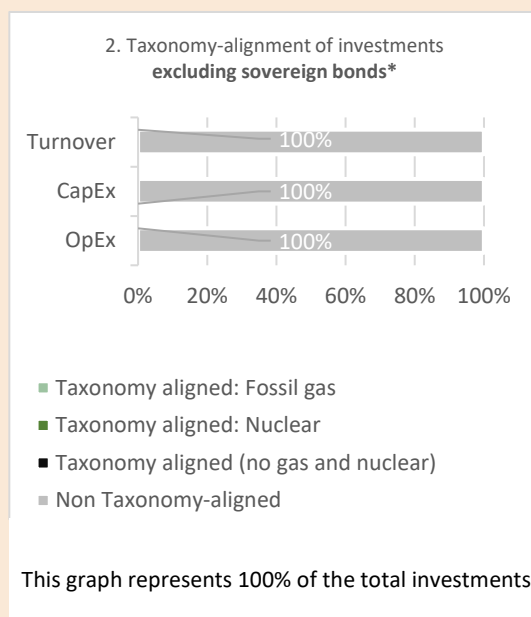 2. Taxonomy-alignment of investments
excluding sovereign bonds*
Turnover 100%
CapEx 100%
OpEx 100%
0% 20% 40% 60% 80% 100%
Taxonomy aligned: Fossil gas
Taxonomy aligned: Nuclear
Taxonomy aligned (no gas and nuclear)
Non Taxonomy-aligned
This graph represents 100% of the total investments